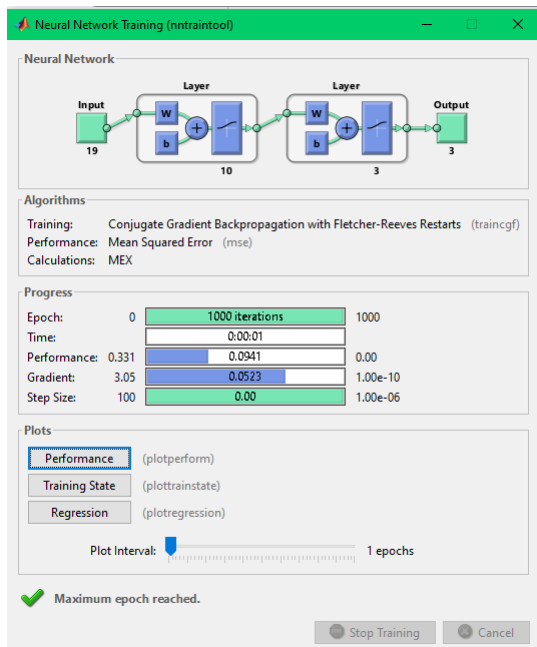 Neural Network Training (nntraintool)
Neural Network
Layer Layer
Input Output
W W
b b
19 3
10 3
Algorithms
Training: Conjugate Gradient Backpropagation with Fletcher-Reeves Restarts (traincgf)
Performance: Mean Squared Error (mse)
Calculations: MEX
Progress
Epoch: 0 1000 iterations 1000
Time: 0:00:01
Performance: 0.331 0.0941 0.00
Gradient: 3.05 0.0523 1.00e-10
Step Size: 100 0.00 1.00e-06
Plots
Performance (plotperform)
Training State (plottrainstate)
Regression (plotregression)
Plot Interval: 1 epochs
Maximum epoch reached.
Stop Training Cancel